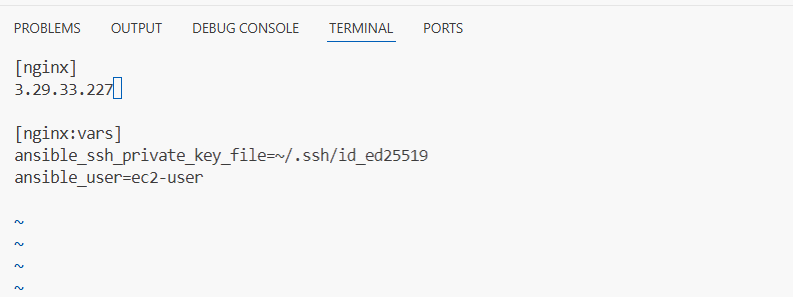 PROBLEMS OUTPUT DEBUG CONSOLE TERMINAL PORTS
[nginx]
3.29.33.227
[nginx:vars]
ansible_ssh_private_key_file=~/.ssh/id_ed25519
ansible_user=ec2-user
~
~
~
~